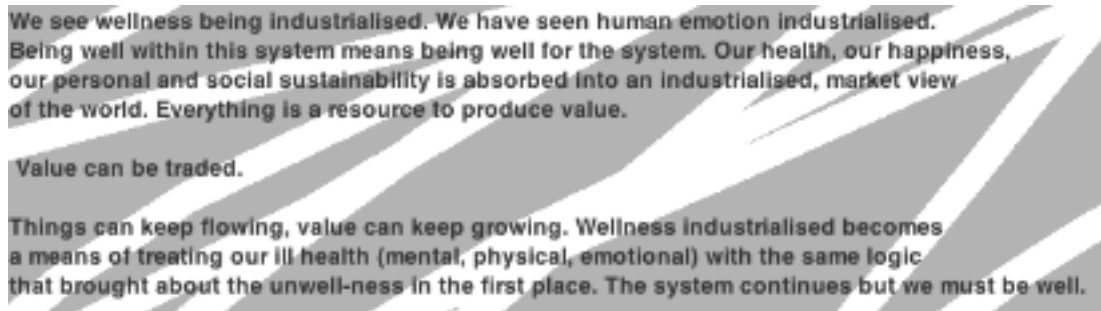 We see wellness being industrialised. We have seen human emotion industrialised.
Being well within this system means being well for the system. Our health, our happiness,
our personal and social sustainability is absorbed into an industrialised, market view
of the world. Everything is a resource to produce value.
Value can be traded.
Things can keep flowing, value can keep growing. Wellness industrialised becomes
a means of treating our ill health (mental, physical, emotional) with the same logic
that brought about the unwell-ness in the first place. The system continues but we must be well.